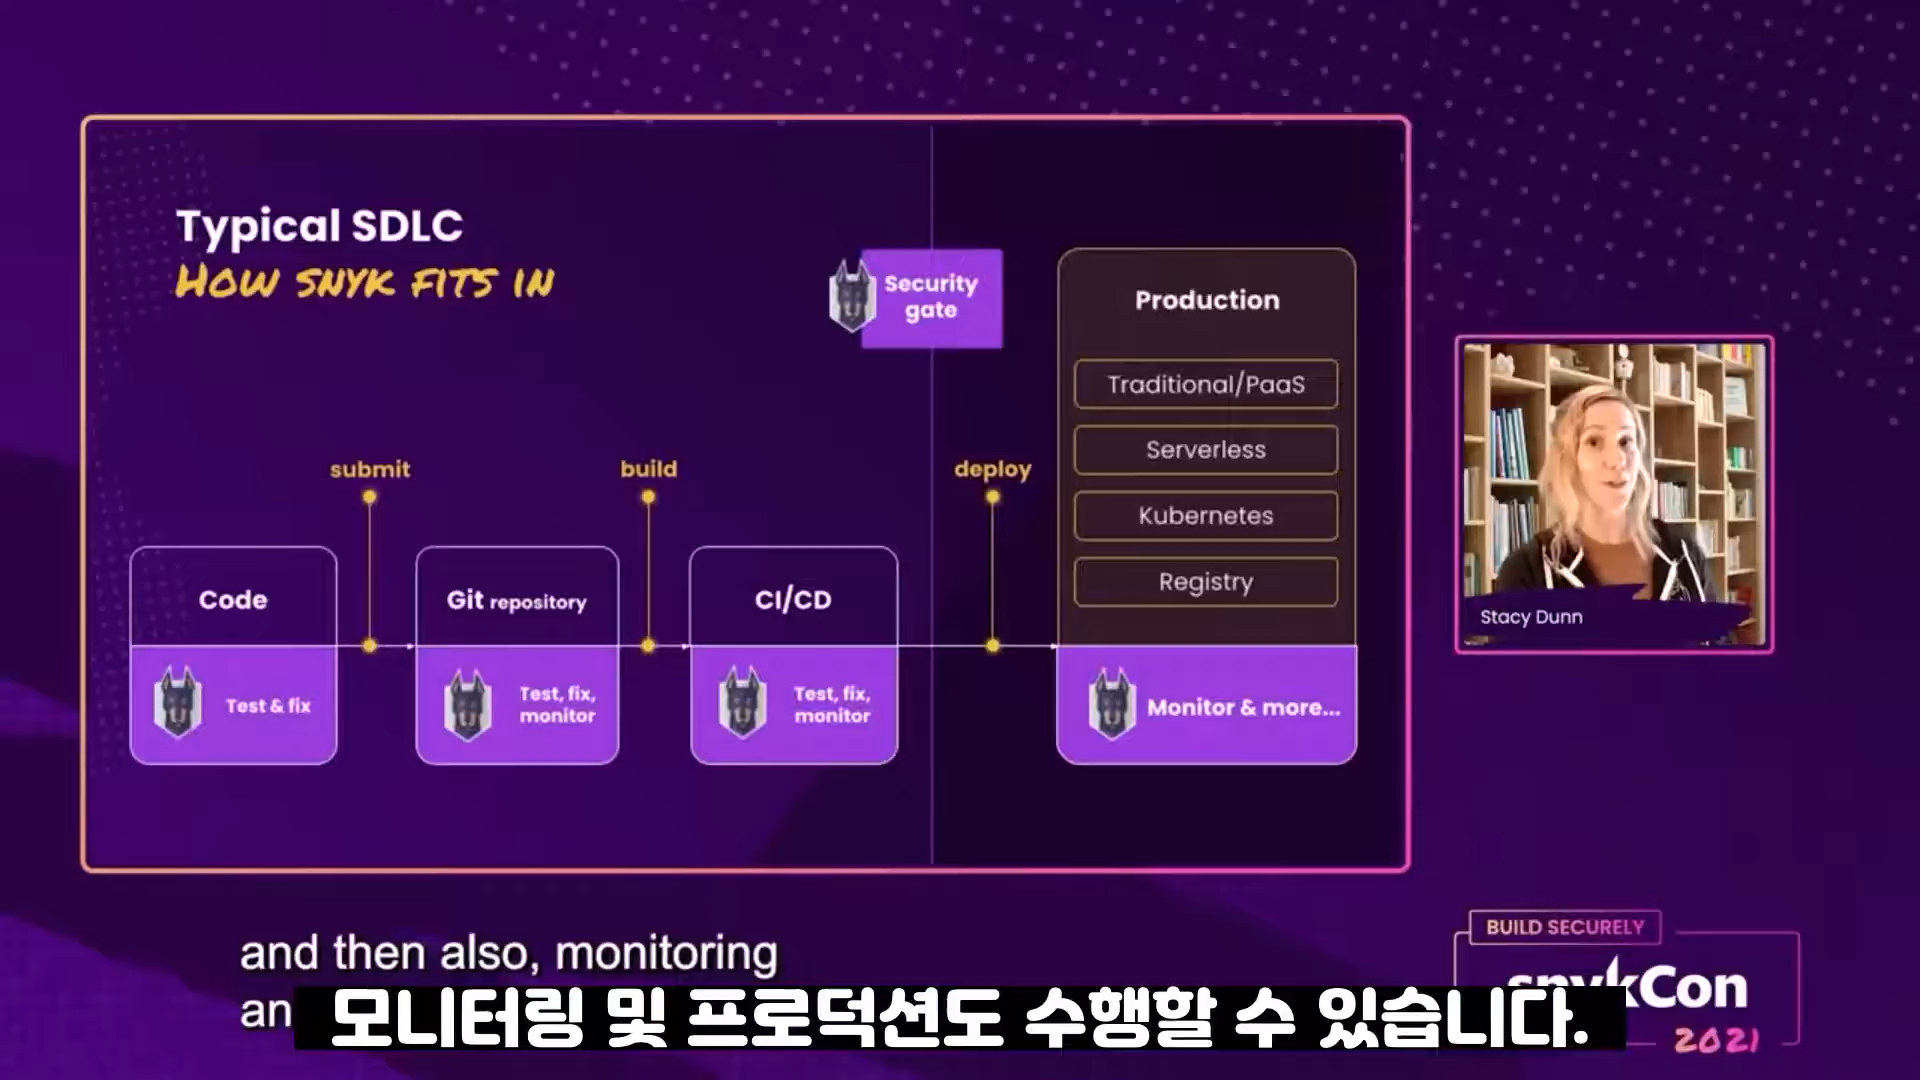 Typical SDLC
HOW SNYK FITS IN
Security
gate
Production
Traditional/PaaS
Serverless
Kubernetes
Registry
submit
build
deploy
Code
Git repository
CI/CD
Test & fix
Test, fix,
monitor
Test, fix,
monitor
Monitor & more...
Stacy Dunn
and then also, monitoring
모니터링 및 프로덕션도 수행할 수 있습니다.
BUILD SECURELY
snykCon
2021